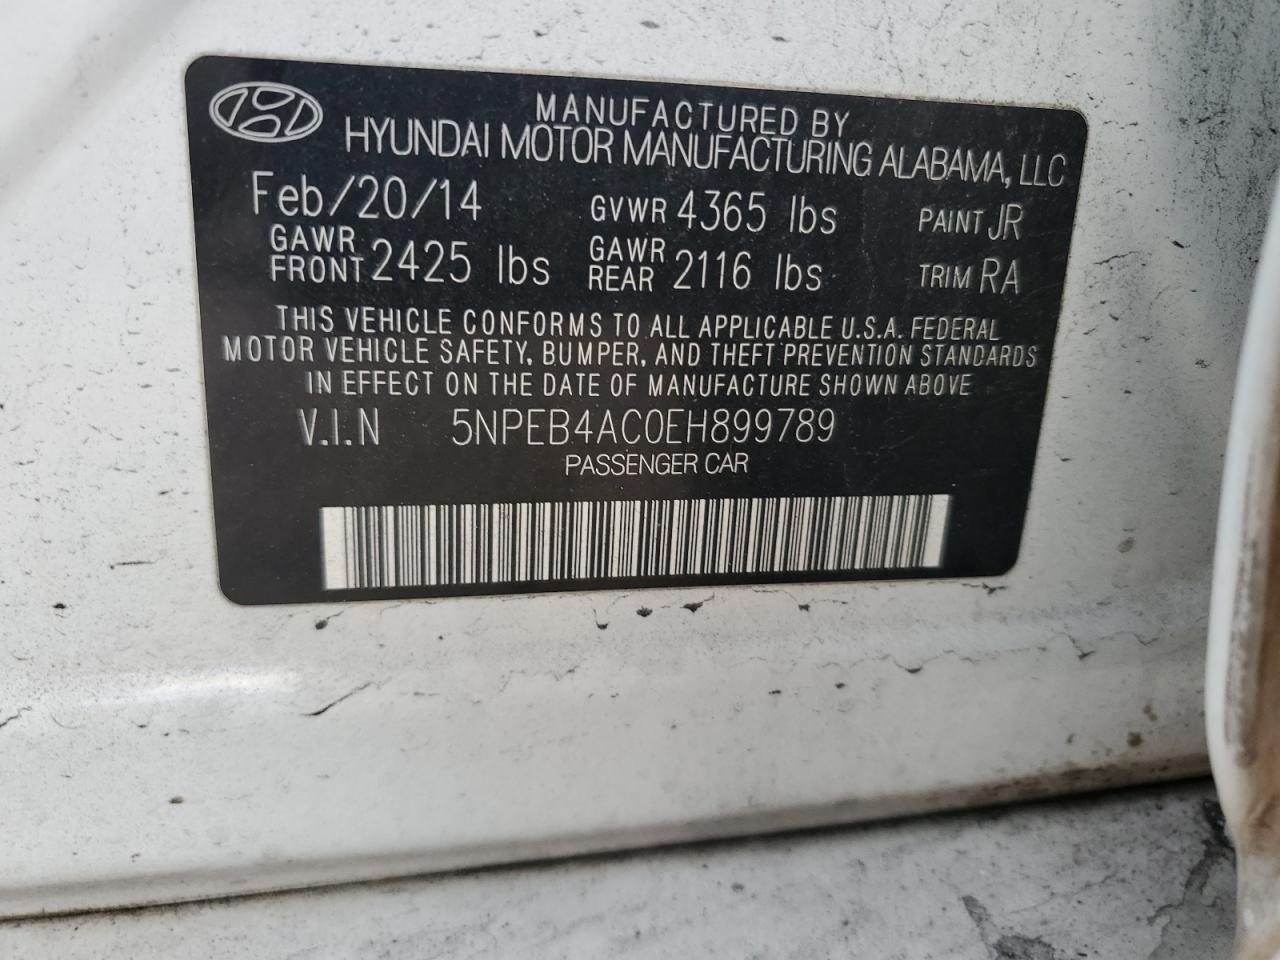 MANUFACTURED BY
HYUNDAI MOTOR MANUFACTURING ALABAMA, LLC
Feb/20/14 GVWR 4365 lbs PAINT JR
GAWR FRONT 2425 lbs GAWR REAR 2116 lbs TRIM RA
THIS VEHICLE CONFORMS TO ALL APPLICABLE U.S.A. FEDERAL
MOTOR VEHICLE SAFETY, BUMPER, AND THEFT PREVENTION STANDARDS
IN EFFECT ON THE DATE OF MANUFACTURE SHOWN ABOVE
V.I.N 5NPEB4AC0EH899789
PASSENGER CAR